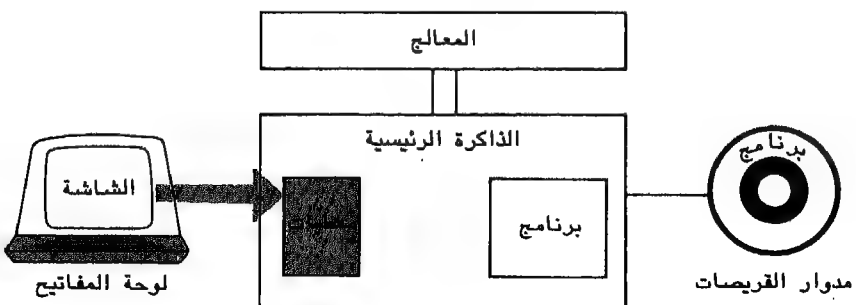 المعالج
الذاكرة الرئيسية
برنامج
الشاشة
برنامج
مدوار القريصات
لوحة المفاتيح